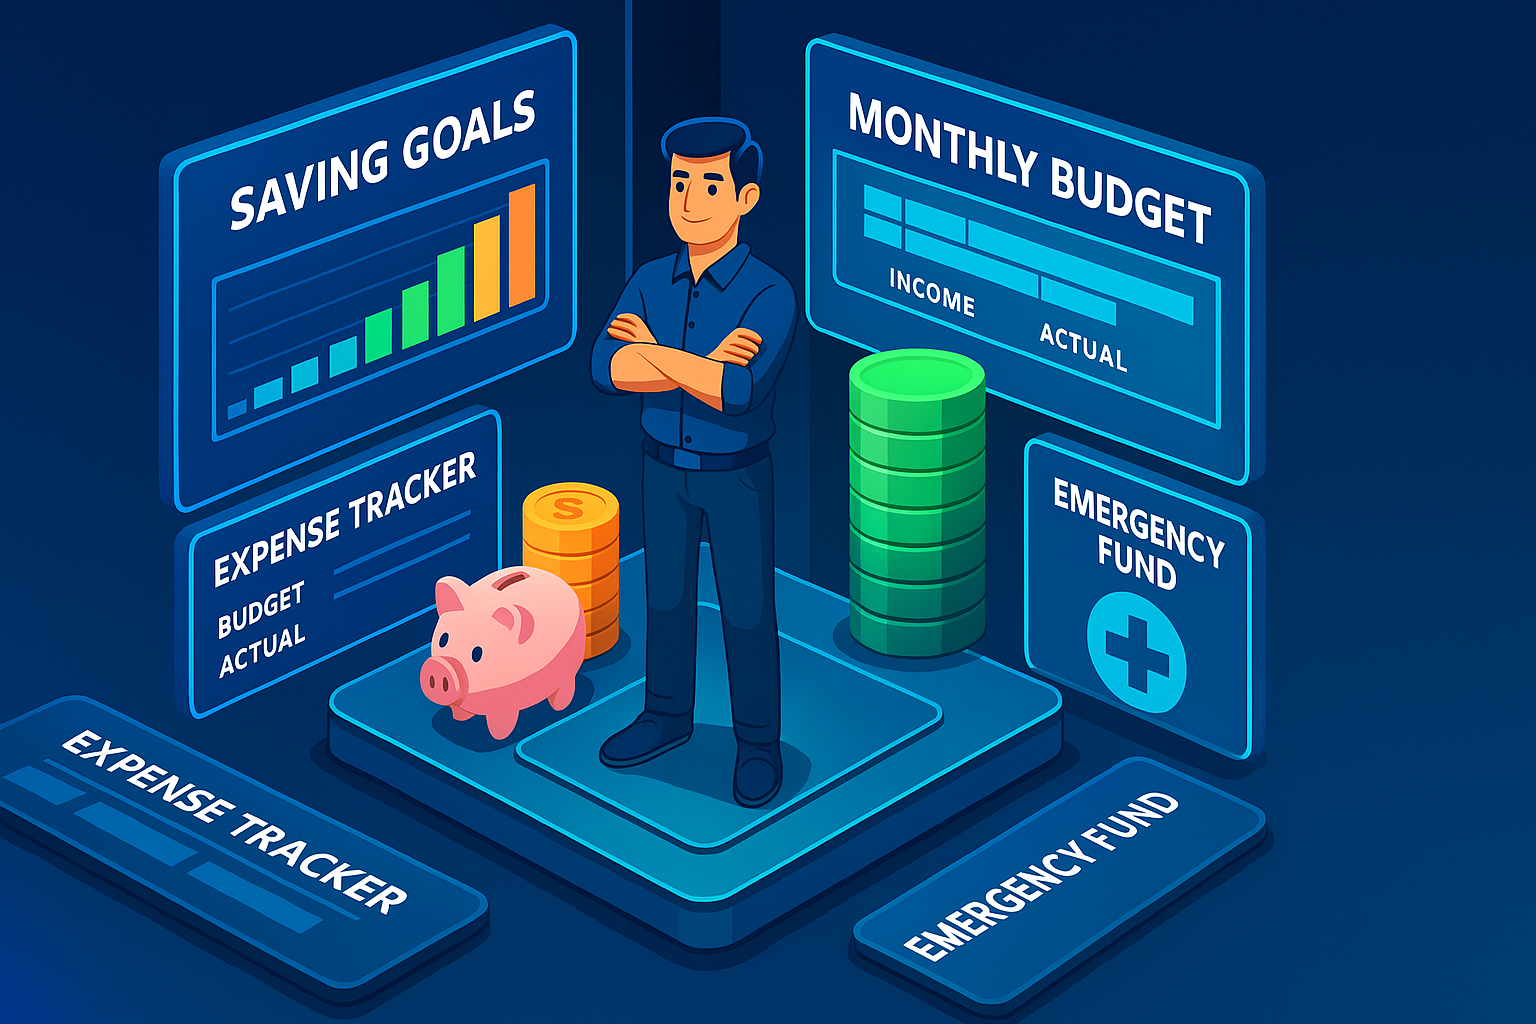 SAVING GOALS
MONTHLY BUDGET
INCOME
ACTUAL
EXPENSE TRACKER
BUDGET
ACTUAL
S
EMERGENCY
FUND
EXPENSE TRACKER
EMERGENCY FUND